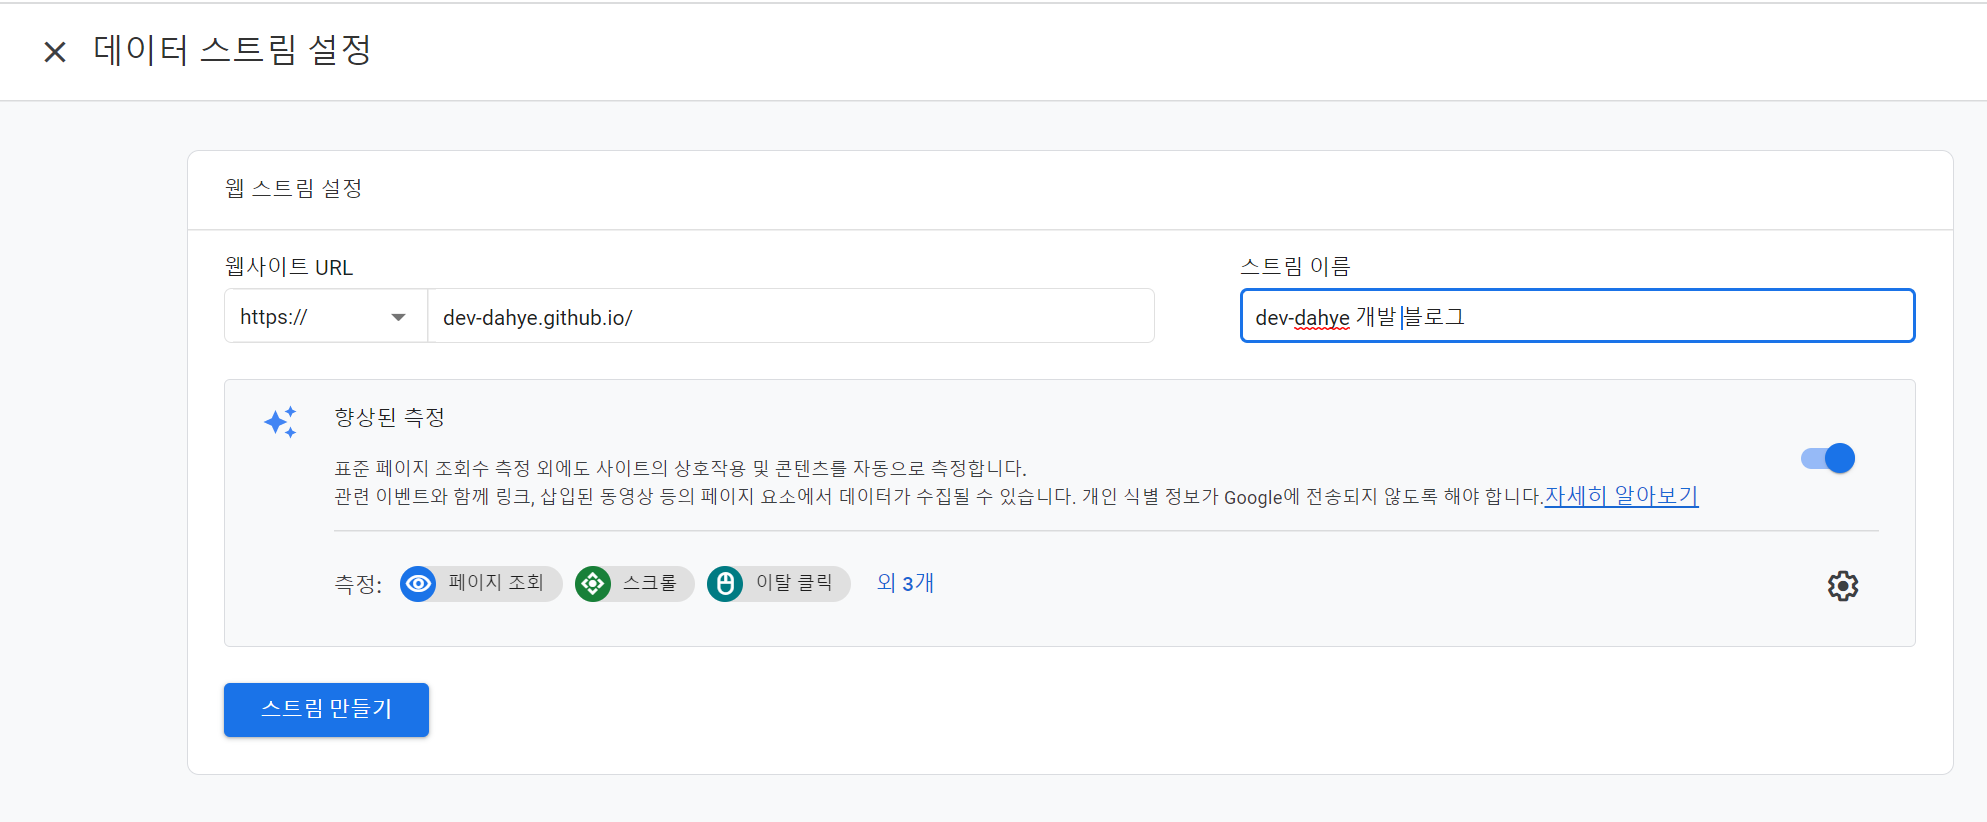 데이터 스트림 설정
웹 스트림 설정
웹사이트 URL
스트림 이름
https://
dev-dahye.github.io/
dev-dahye 개발 블로그
향상된 측정
표준 페이지 조회수 측정 외에도 사이트의 상호작용 및 콘텐츠를 자동으로 측정합니다.
관련 이벤트와 함께 링크, 삽입된 동영상 등의 페이지 요소에서 데이터가 수집될 수 있습니다. 개인 식별 정보가 Google에 전송되지 않도록 해야 합니다.자세히 알아보기
측정: 페이지 조회 스크롤 이탈 클릭 외 3개
스트림 만들기